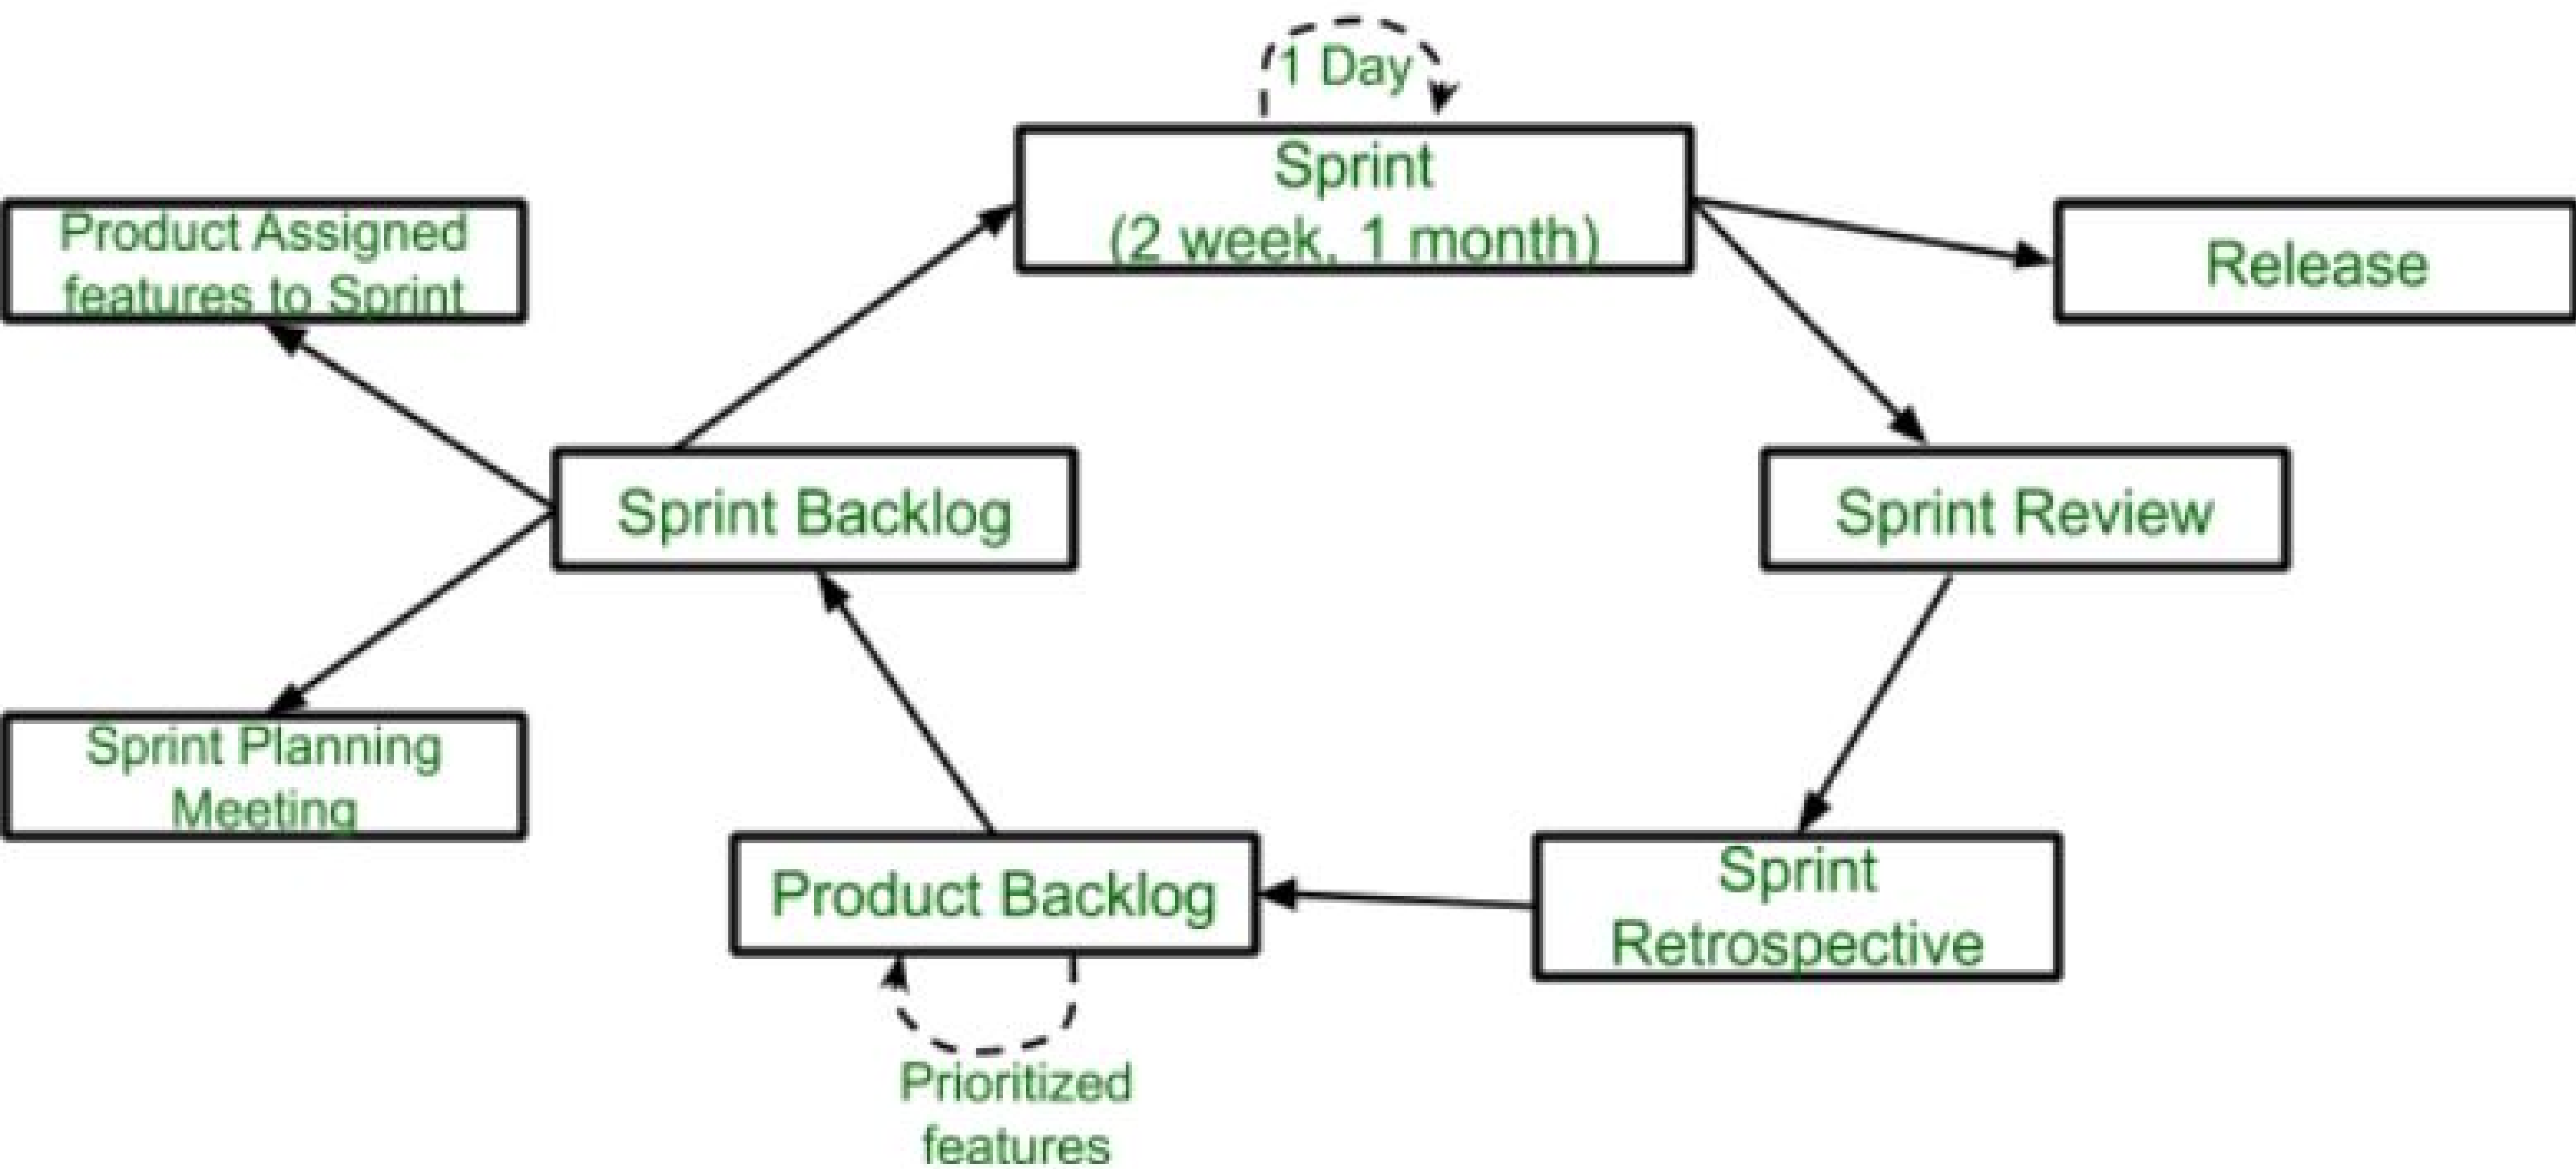 1 Day
Sprint
(2 week, 1 month)
Product Assigned
features to Sprint
Release
Sprint Backlog
Sprint Review
Sprint Planning
Meeting
Product Backlog
Sprint
Retrospective
Prioritized
features